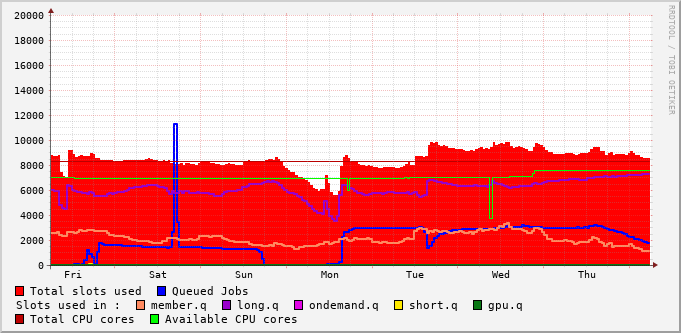 RRDTOOL / TOBI OETIKER
20000
18000
16000
14000
12000
10000
8000
6000
4000
2000
0
Fri Sat Sun Mon Tue Wed Thu
Total slots used Queued Jobs
Slots used in : member.q long.q ondemand.q short.q gpu.q
Total CPU cores Available CPU cores